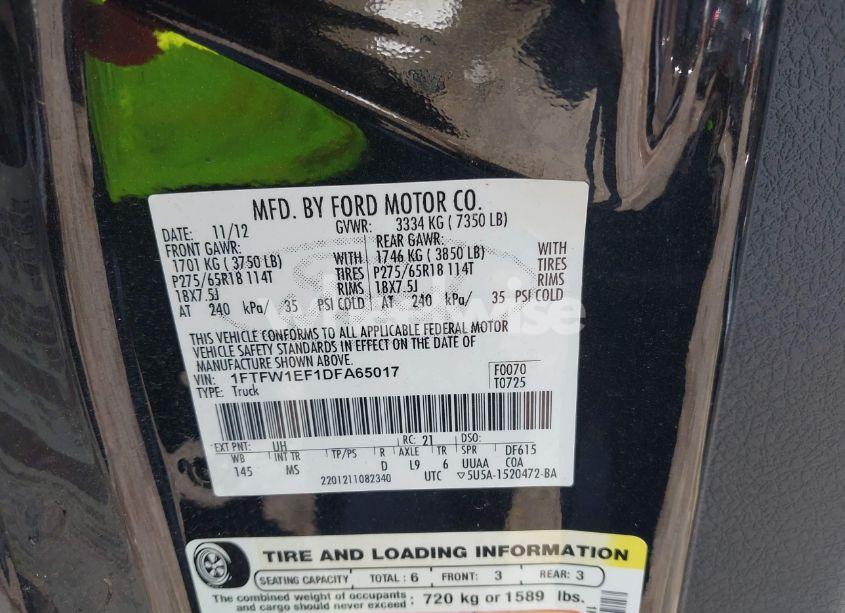 MFD. BY FORD MOTOR CO.
DATE: 11/12 GVWR: 3334 KG ( 7350 LB)
FRONT GAWR: REAR GAWR:
1701 KG ( 3750 LB) WITH 1746 KG ( 3850 LB) WITH
P275/65R18 114T TIRES P275/65R18 114T TIRES
18X7.5J RIMS 18X7.5J RIMS
AT 240 kPa/ 35 PSI COLD AT 240 kPa/ 35 PSI COLD
wheelwise
THIS VEHICLE CONFORMS TO ALL APPLICABLE FEDERAL MOTOR
VEHICLE SAFETY STANDARDS IN EFFECT ON THE DATE OF
MANUFACTURE SHOWN ABOVE.
VIN: 1FTFW1EF1DFA65017 F0070
TYPE: Truck T0725
EXT PNT: UH RC: 21 DSO:
WB INT TR TP/PS R AXLE TR SPR DF615
145 MS D L9 6 UUAA COA
2201211082340 UTC ▽5U5A-1520472-BA
TIRE AND LOADING INFORMATION
SEATING CAPACITY TOTAL: 6 FRONT: 3 REAR: 3
The combined weight of occupants
and cargo should never exceed: 720 kg or 1589 lbs.